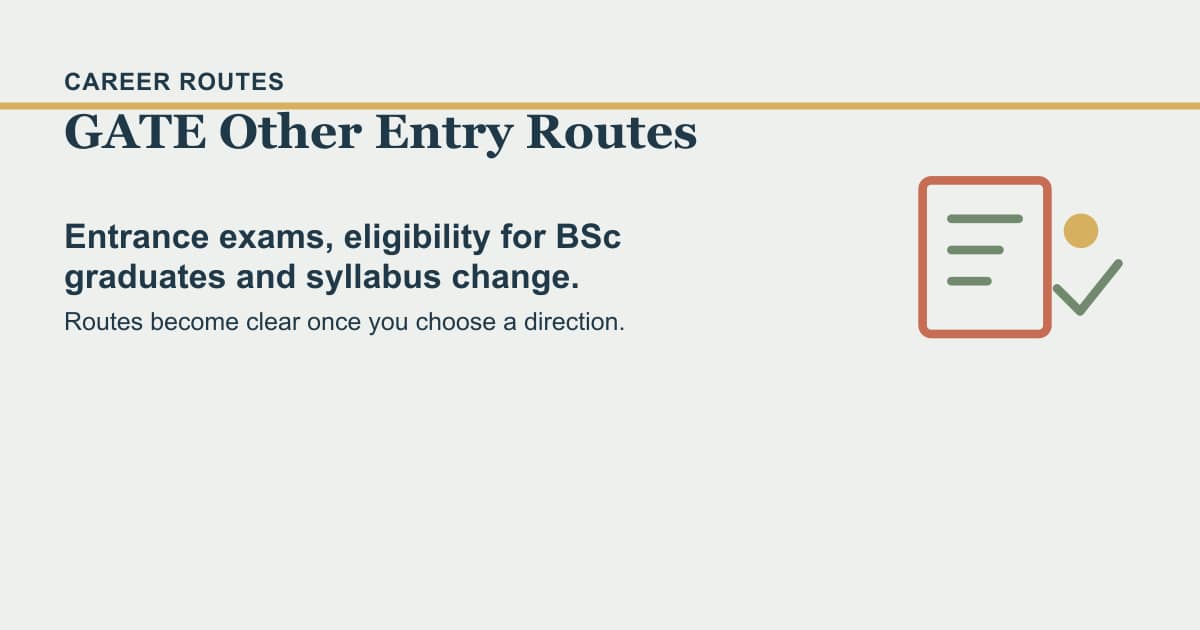 CAREER ROUTES
GATE Other Entry Routes
Entrance exams, eligibility for BSc
graduates and syllabus change.
Routes become clear once you choose a direction.